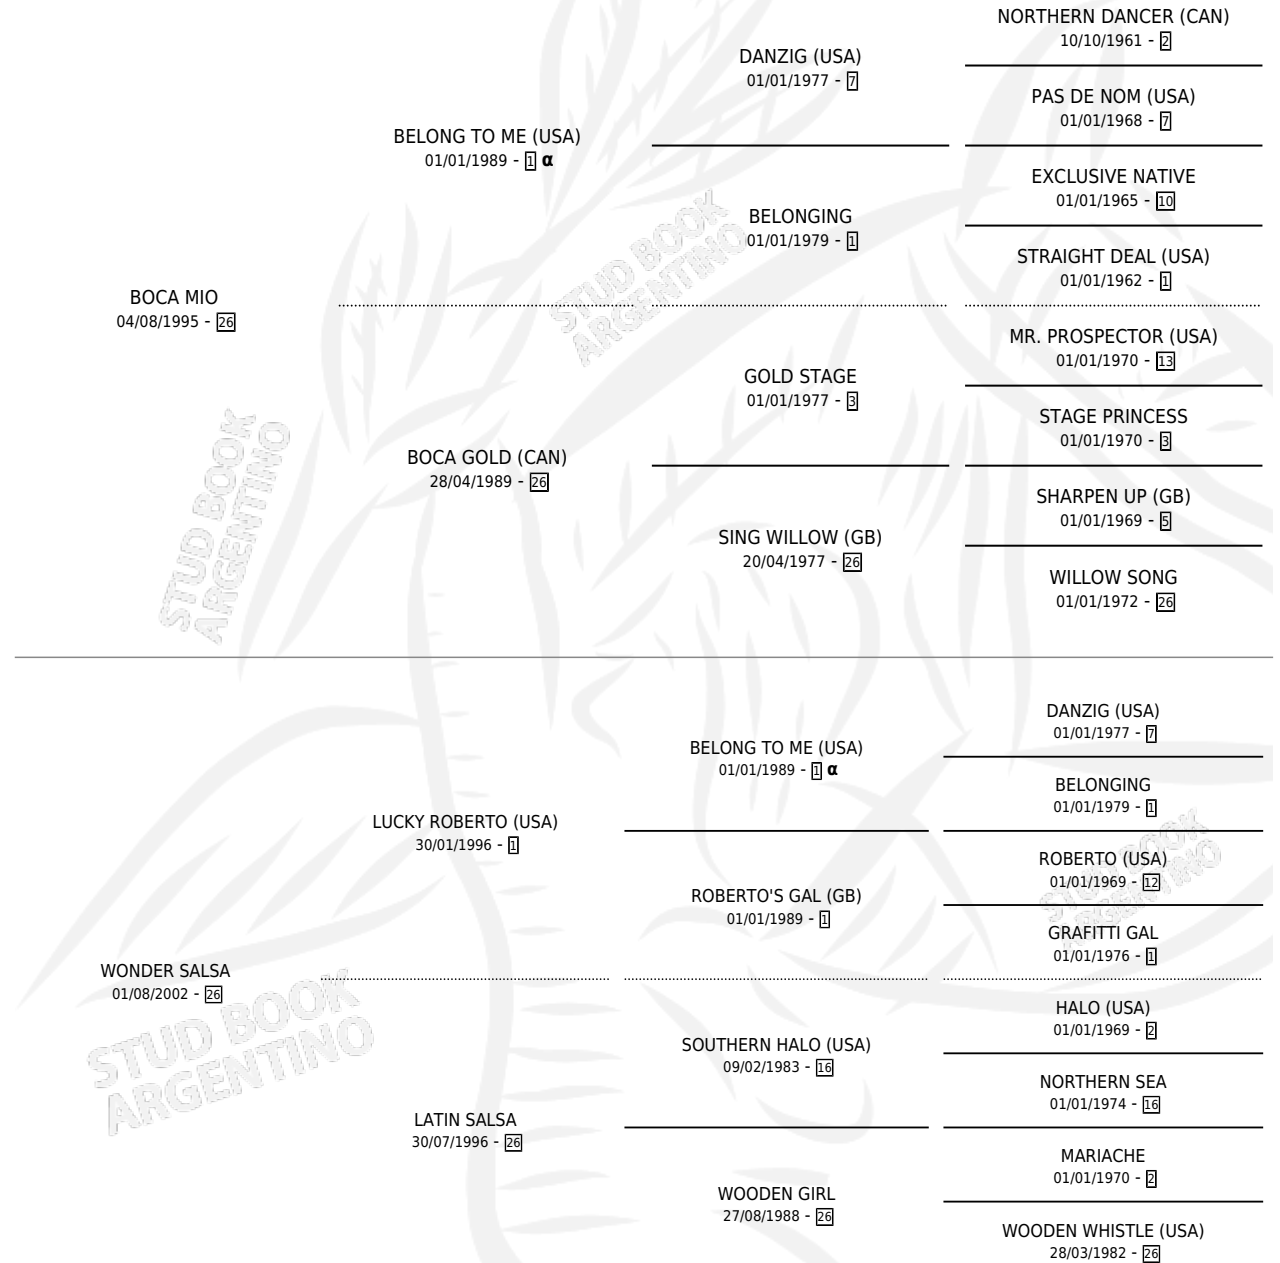 NORTHERN DANCER (CAN)
10/10/1961 - 2
DANZIG (USA)
01/01/1977 - 7
PAS DE NOM (USA)
01/01/1968 - 7
BELONG TO ME (USA)
01/01/1989 - 1 α
EXCLUSIVE NATIVE
01/01/1965 - 10
BELONGING
01/01/1979 - 1
STRAIGHT DEAL (USA)
01/01/1962 - 1
STUD BOOK
ARGENTINO
BOCA MIO
04/08/1995 - 26
MR. PROSPECTOR (USA)
01/01/1970 - 13
GOLD STAGE
01/01/1977 - 3
STAGE PRINCESS
01/01/1970 - 3
BOCA GOLD (CAN)
28/04/1989 - 26
STUD BOOK
ARGENTINO
SHARPEN UP (GB)
01/01/1969 - 5
SING WILLOW (GB)
20/04/1977 - 26
WILLOW SONG
01/01/1972 - 26
DANZIG (USA)
01/01/1977 - 7
BELONG TO ME (USA)
01/01/1989 - 1 α
BELONGING
01/01/1979 - 1
LUCKY ROBERTO (USA)
30/01/1996 - 1
STUD BOOK
ARGENTINO
ROBERTO (USA)
01/01/1969 - 12
ROBERTO'S GAL (GB)
01/01/1989 - 1
GRAFITTI GAL
01/01/1976 - 1
WONDER SALSA
01/08/2002 - 26
STUD BOOK
ARGENTINO
HALO (USA)
01/01/1969 - 2
SOUTHERN HALO (USA)
09/02/1983 - 16
NORTHERN SEA
01/01/1974 - 16
LATIN SALSA
30/07/1996 - 26
MARIACHE
01/01/1970 - 2
WOODEN GIRL
27/08/1988 - 26
WOODEN WHISTLE (USA)
28/03/1982 - 26